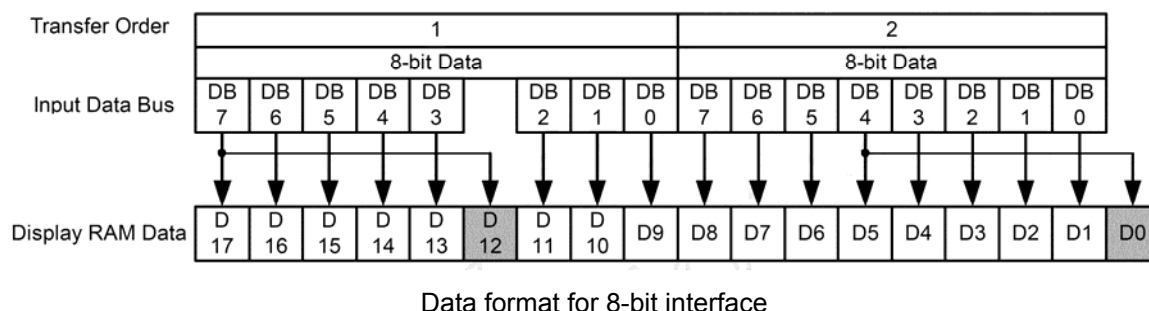 Transfer Order 1 2
8-bit Data 8-bit Data
Input Data Bus DB 7 DB 6 DB 5 DB 4 DB 3 DB 2 DB 1 DB 0 DB 7 DB 6 DB 5 DB 4 DB 3 DB 2 DB 1 DB 0
Display RAM Data D 17 D 16 D 15 D 14 D 13 D 12 D 11 D 10 D9 D8 D7 D6 D5 D4 D3 D2 D1 D0
Data format for 8-bit interface